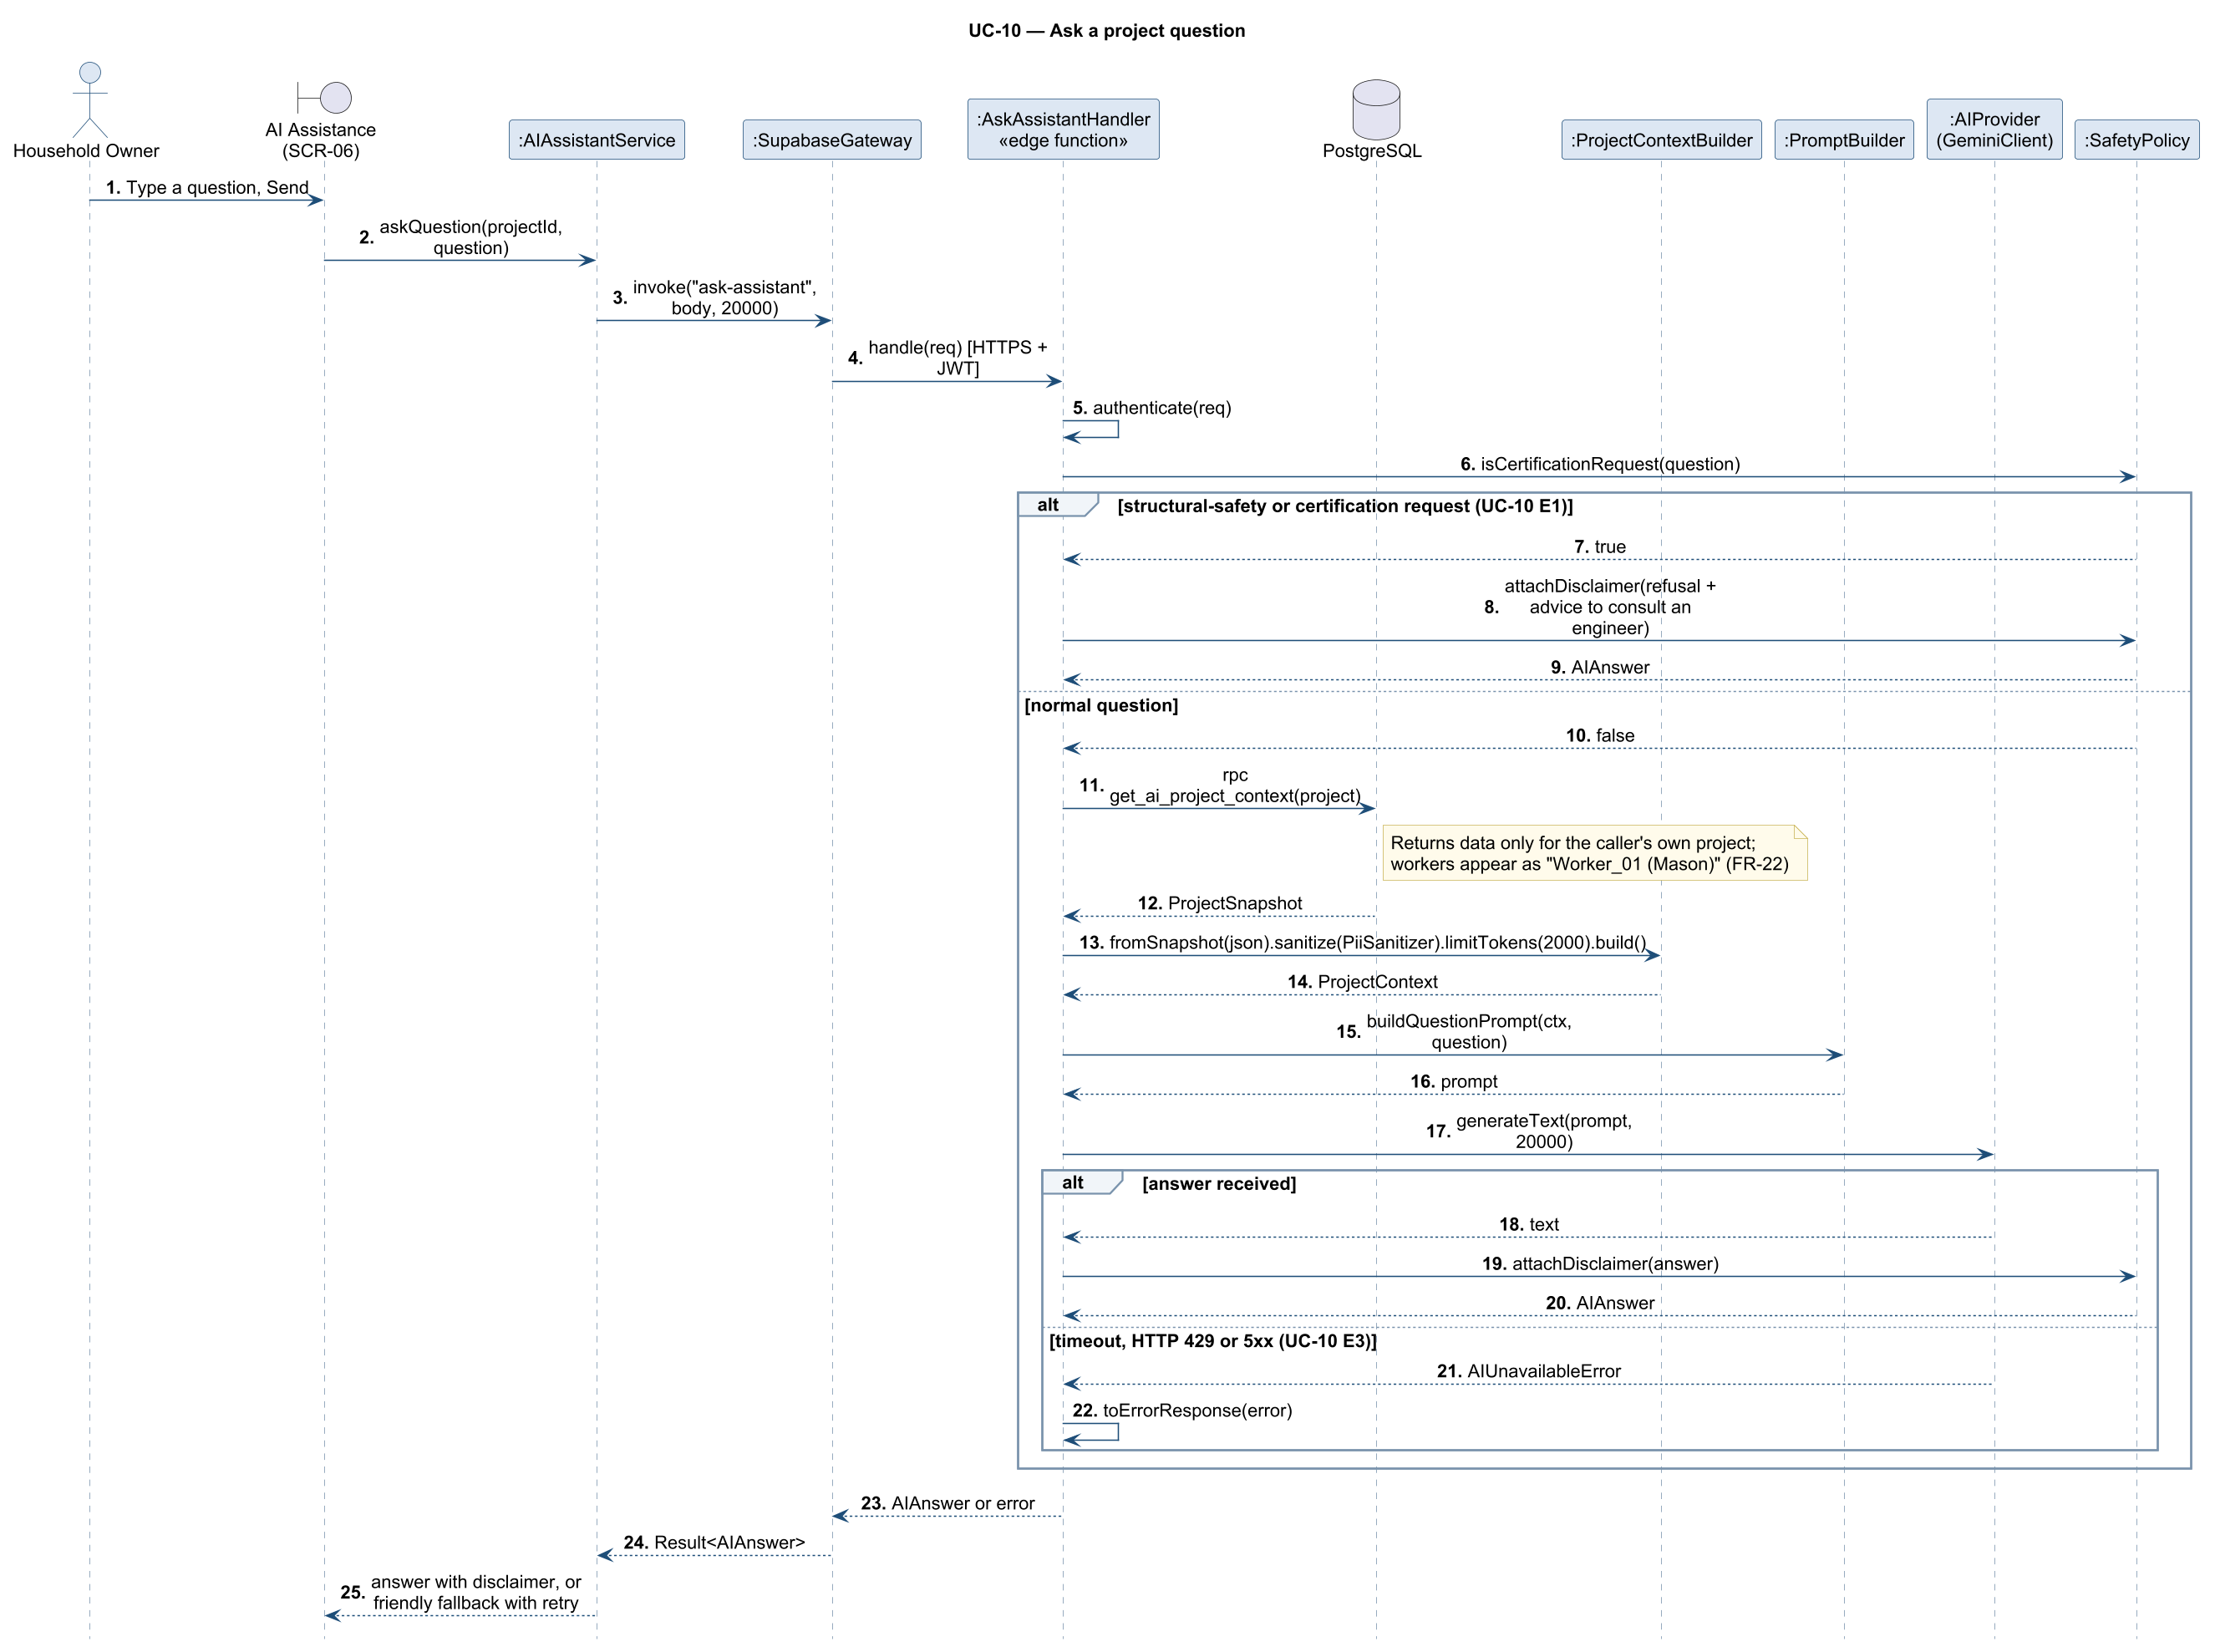 UC-10 — Ask a project question
Household Owner
AI Assistance
(SCR-06)
:AIAssistantService
:SupabaseGateway
:AskAssistantHandler
«edge function»
PostgreSQL
:ProjectContextBuilder
:PromptBuilder
:AIProvider
(GeminiClient)
:SafetyPolicy
1. Type a question, Send
2. askQuestion(projectId,
question)
3. invoke("ask-assistant",
body, 20000)
4. handle(req) [HTTPS +
JWT]
5. authenticate(req)
6. isCertificationRequest(question)
alt [structural-safety or certification request (UC-10 E1)]
7. true
8. attachDisclaimer(refusal +
advice to consult an
engineer)
9. AIAnswer
[normal question]
10. false
11. rpc
get_ai_project_context(project)
Returns data only for the caller's own project;
workers appear as "Worker_01 (Mason)" (FR-22)
12. ProjectSnapshot
13. fromSnapshot(json).sanitize(PiiSanitizer).limitTokens(2000).build()
14. ProjectContext
15. buildQuestionPrompt(ctx,
question)
16. prompt
17. generateText(prompt,
20000)
alt [answer received]
18. text
19. attachDisclaimer(answer)
20. AIAnswer
[timeout, HTTP 429 or 5xx (UC-10 E3)]
21. AIUnavailableError
22. toErrorResponse(error)
23. AIAnswer or error
24. Result<AIAnswer>
25. answer with disclaimer, or
friendly fallback with retry